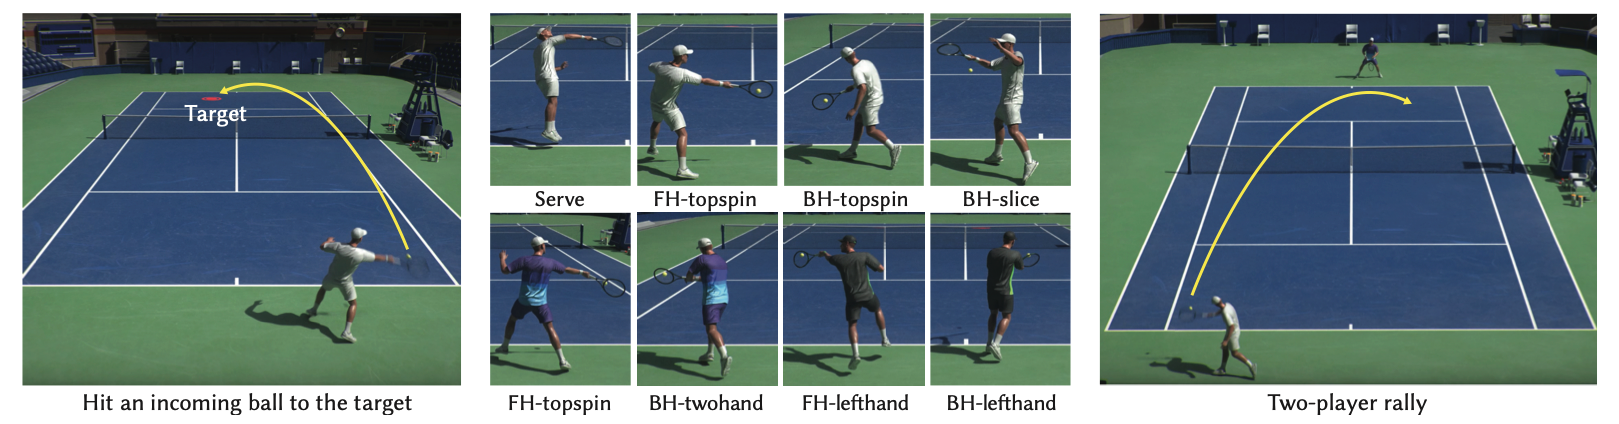 Target
Hit an incoming ball to the target
Serve FH-topspin BH-topspin BH-slice
FH-topspin BH-twohand FH-lefthand BH-lefthand
Two-player rally